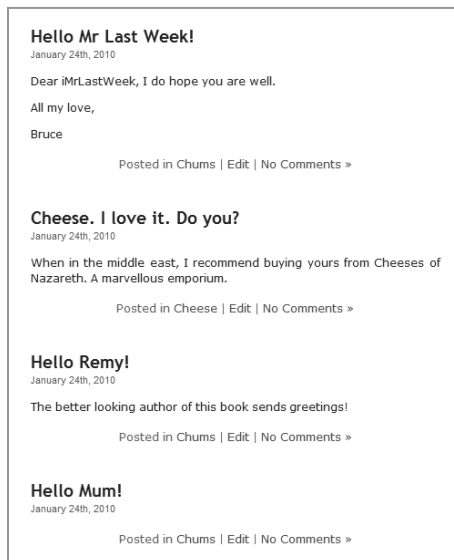 Hello Mr Last Week!
January 24th, 2010
Dear iMrLastWeek, I do hope you are well.
All my love,
Bruce
Posted in Chums | Edit | No Comments »
Cheese. I love it. Do you?
January 24th, 2010
When in the middle east, I recommend buying yours from Cheeses of
Nazareth. A marvellous emporium.
Posted in Cheese | Edit | No Comments »
Hello Remy!
January 24th, 2010
The better looking author of this book sends greetings!
Posted in Chums | Edit | No Comments »
Hello Mum!
January 24th, 2010
Posted in Chums | Edit | No Comments »